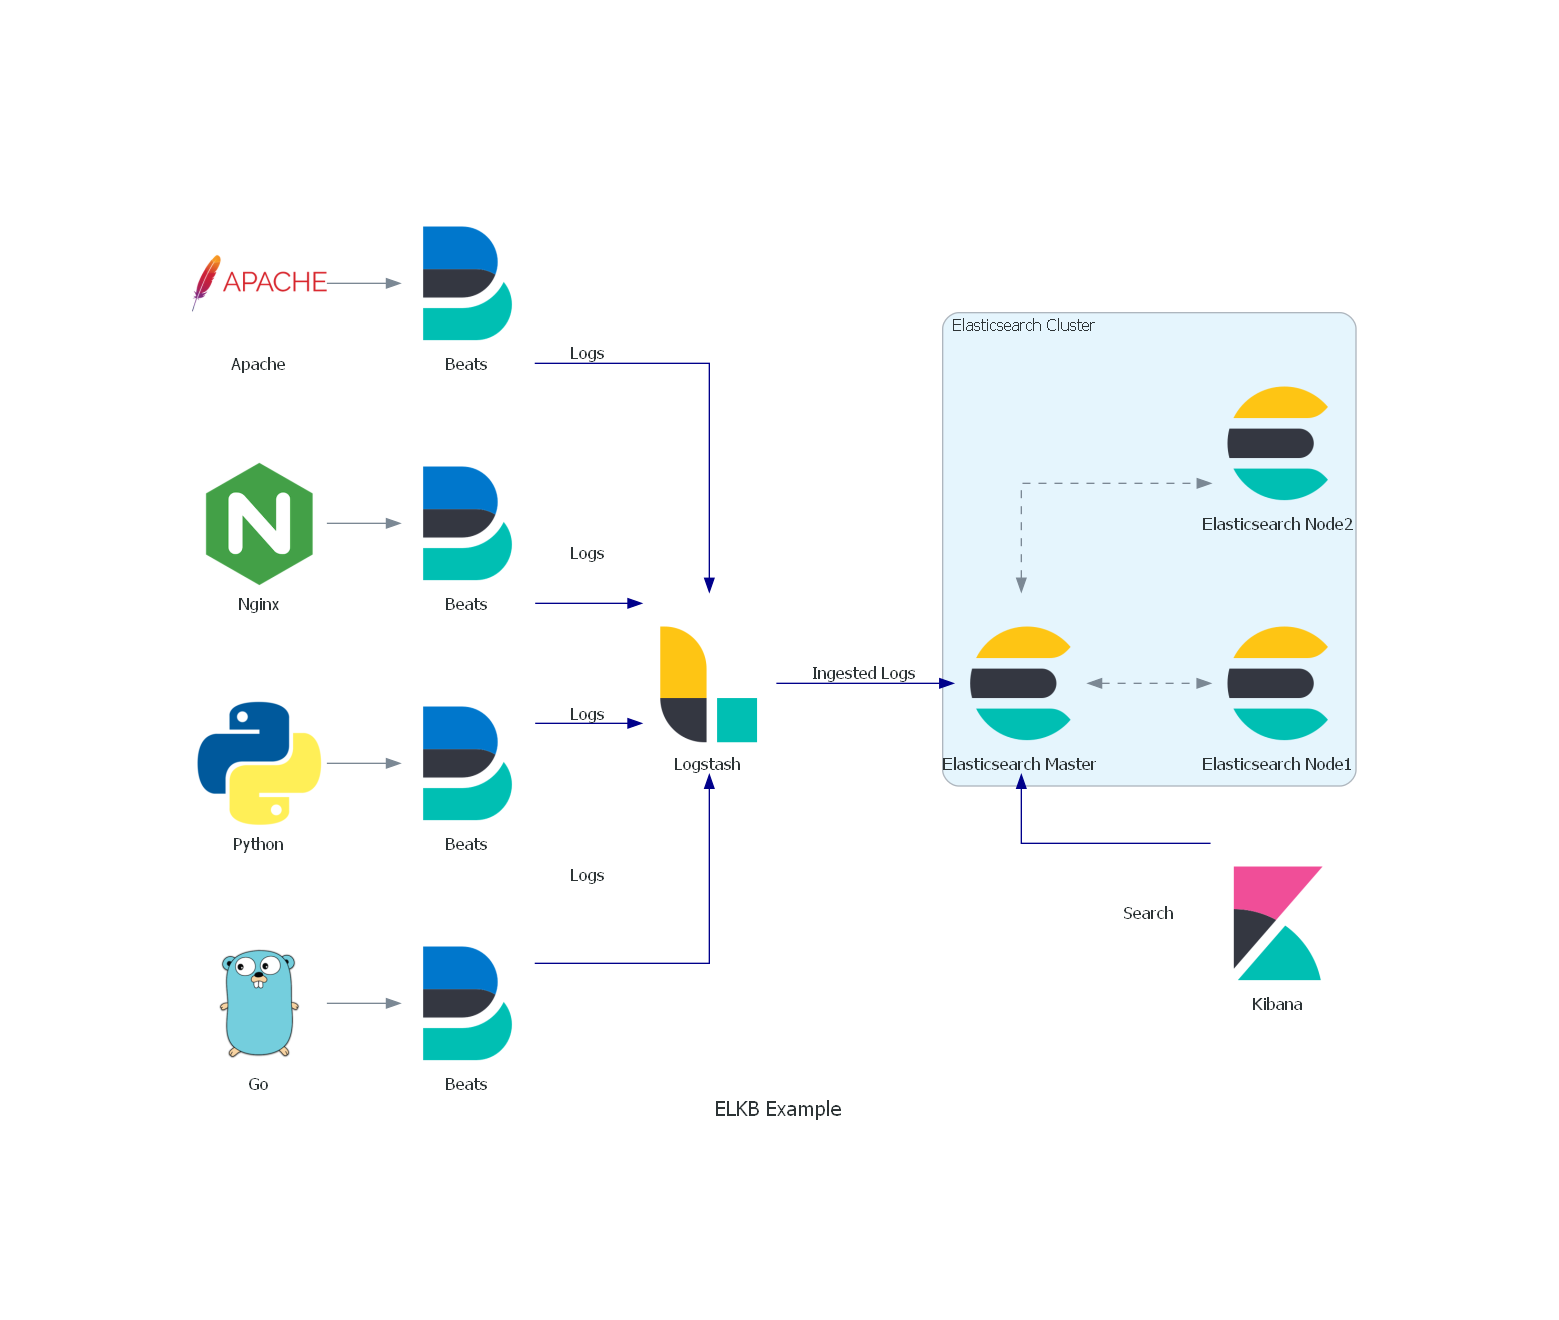 APACHE
Apache
Beats
Logs
Elasticsearch Cluster
Elasticsearch Node2
Nginx
Beats
Logs
Logs
Ingested Logs
Logstash
Elasticsearch Master
Elasticsearch Node1
Python
Beats
Logs
Search
Kibana
Go
Beats
ELKB Example